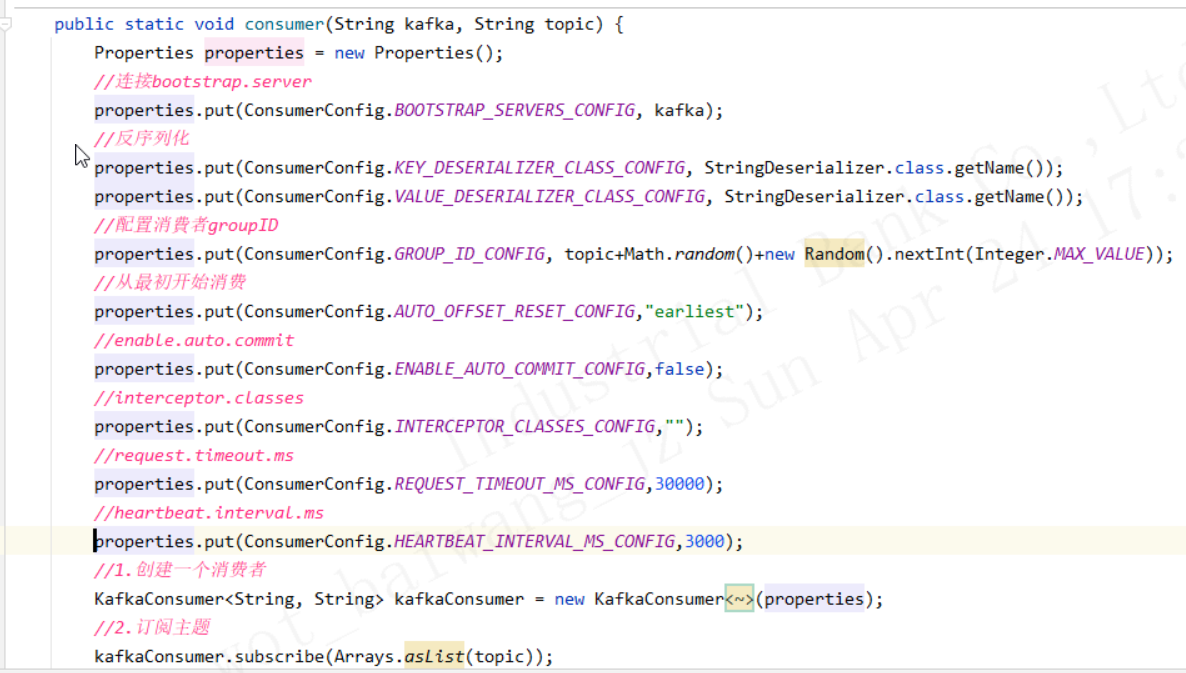 public static void consumer(String kafka, String topic) {
Properties properties = new Properties();
//连接bootstrap.server
properties.put(ConsumerConfig.BOOTSTRAP_SERVERS_CONFIG, kafka);
//反序列化
properties.put(ConsumerConfig.KEY_DESERIALIZER_CLASS_CONFIG, StringDeserializer.class.getName());
properties.put(ConsumerConfig.VALUE_DESERIALIZER_CLASS_CONFIG, StringDeserializer.class.getName());
//配置消费者groupID
properties.put(ConsumerConfig.GROUP_ID_CONFIG, topic+Math.random()+new Random().nextInt(Integer.MAX_VALUE));
//从最初开始消费
properties.put(ConsumerConfig.AUTO_OFFSET_RESET_CONFIG,"earliest");
//enable.auto.commit
properties.put(ConsumerConfig.ENABLE_AUTO_COMMIT_CONFIG,false);
//interceptor.classes
properties.put(ConsumerConfig.INTERCEPTOR_CLASSES_CONFIG,"");
//request.timeout.ms
properties.put(ConsumerConfig.REQUEST_TIMEOUT_MS_CONFIG,30000);
//heartbeat.interval.ms
properties.put(ConsumerConfig.HEARTBEAT_INTERVAL_MS_CONFIG,3000);
//1.创建一个消费者
KafkaConsumer<String, String> kafkaConsumer = new KafkaConsumer<~>(properties);
//2.订阅主题
kafkaConsumer.subscribe(Arrays.asList(topic));
Industrial Bank Co.,Ltd
baiwang_jz Sun Apr 24 17: